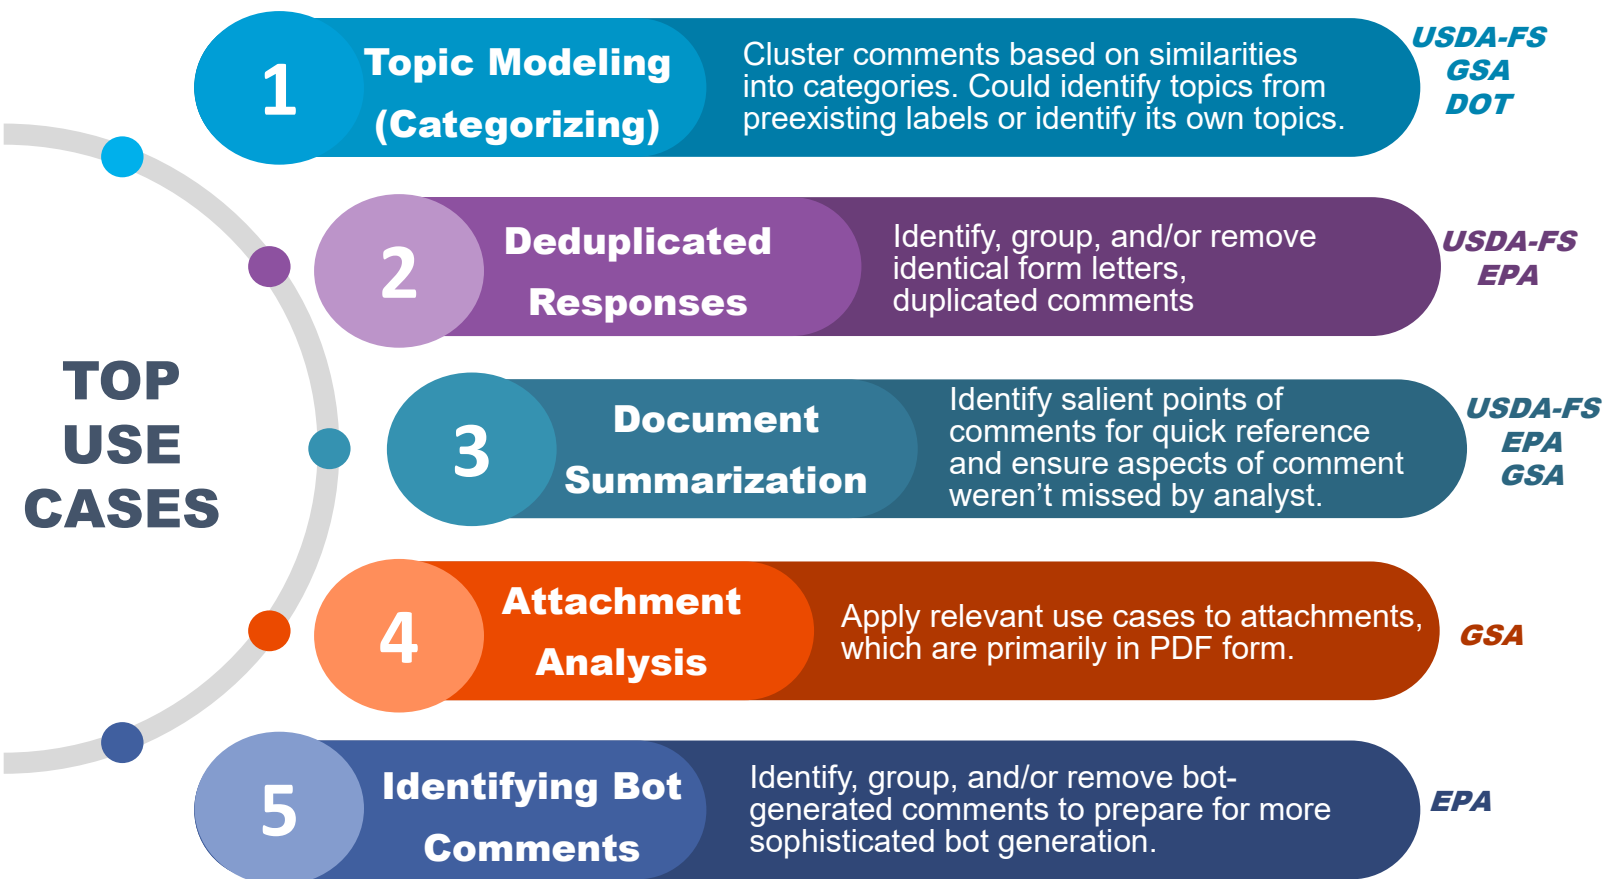 TOP
USE
CASES
1
Topic Modeling
(Categorizing)
Cluster comments based on similarities
into categories. Could identify topics from
preexisting labels or identify its own topics.
USDA-FS
GSA
DOT
2
Deduplicated
Responses
Identify, group, and/or remove
identical form letters,
duplicated comments
USDA-FS
EPA
3
Document
Summarization
Identify salient points of
comments for quick reference
and ensure aspects of comment
weren’t missed by analyst.
USDA-FS
EPA
GSA
4
Attachment
Analysis
Apply relevant use cases to attachments,
which are primarily in PDF form.
GSA
5
Identifying Bot
Comments
Identify, group, and/or remove bot-
generated comments to prepare for more
sophisticated bot generation.
EPA